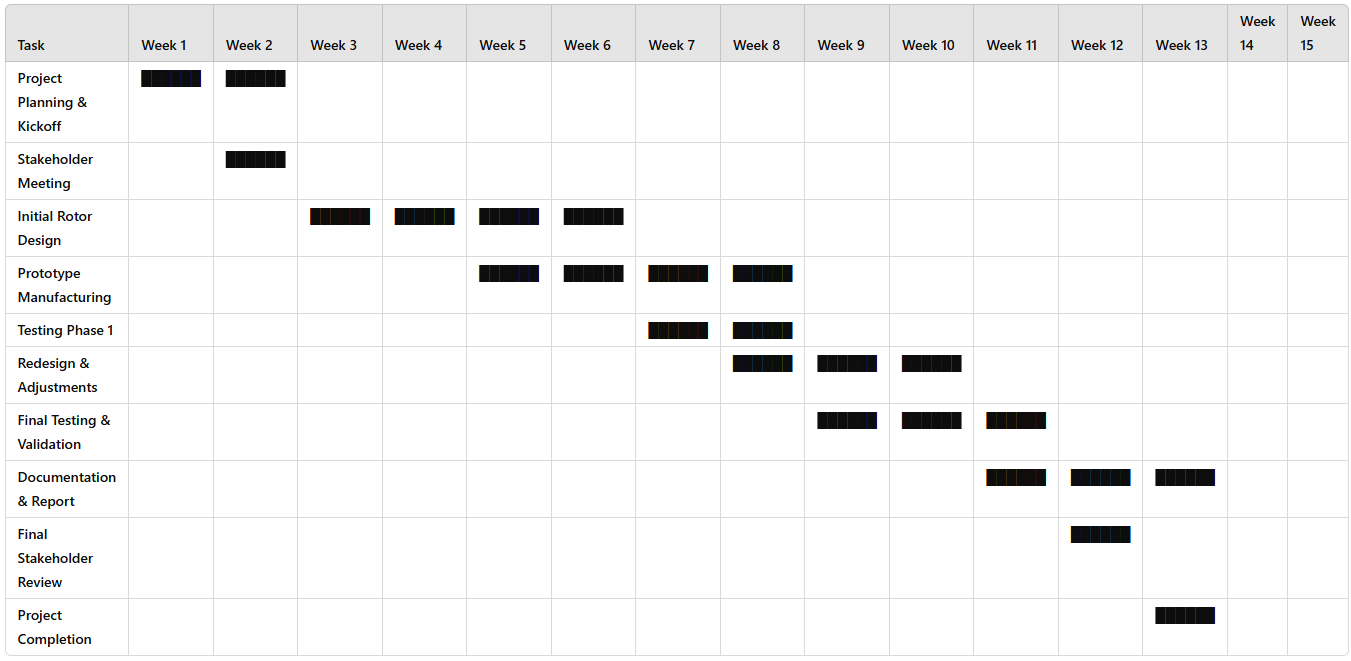 Task Week 1 Week 2 Week 3 Week 4 Week 5 Week 6 Week 7 Week 8 Week 9 Week 10 Week 11 Week 12 Week 13 Week 14 Week 15
Project
Planning &
Kickoff
Stakeholder
Meeting
Initial Rotor
Design
Prototype
Manufacturing
Testing Phase 1
Redesign &
Adjustments
Final Testing &
Validation
Documentation
& Report
Final
Stakeholder
Review
Project
Completion